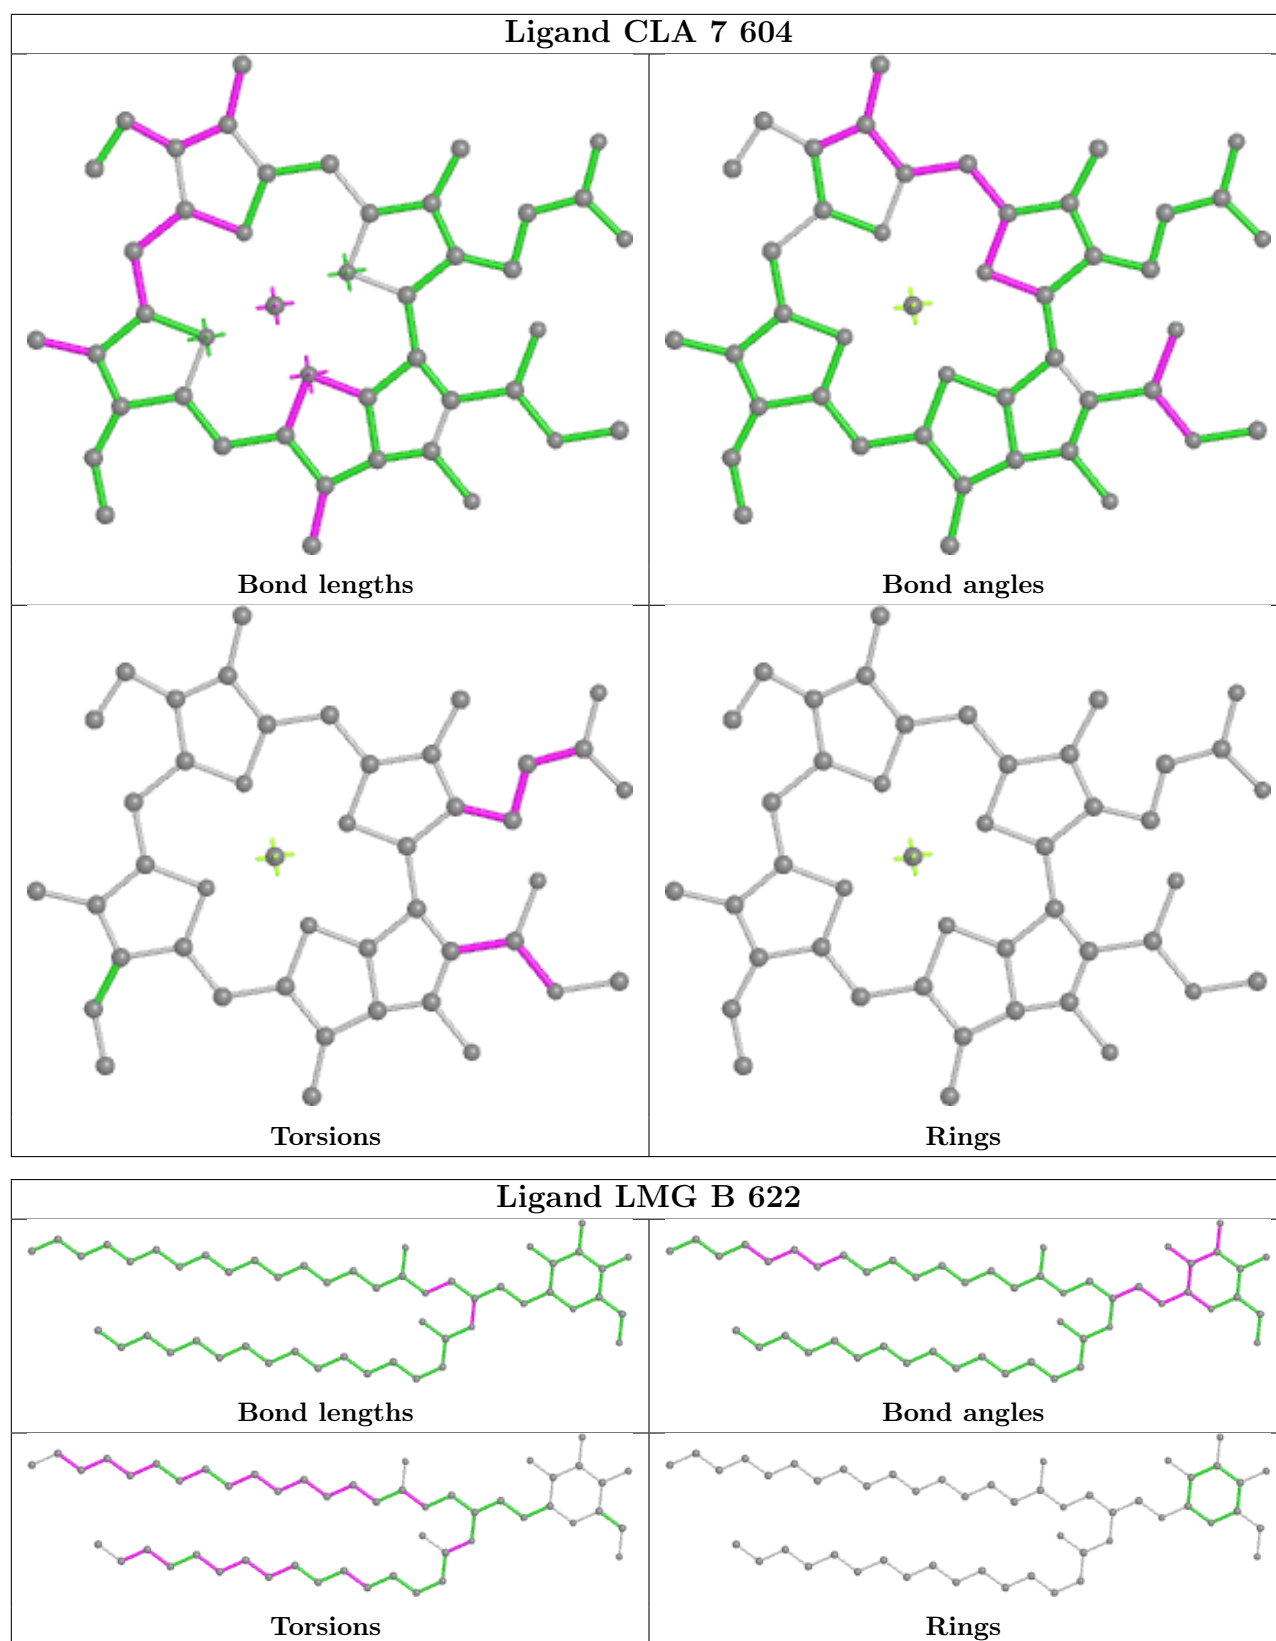 Ligand CLA 7 604
Bond lengths
Bond angles
Torsions
Rings
Ligand LMG B 622
Bond lengths
Bond angles
Torsions
Rings